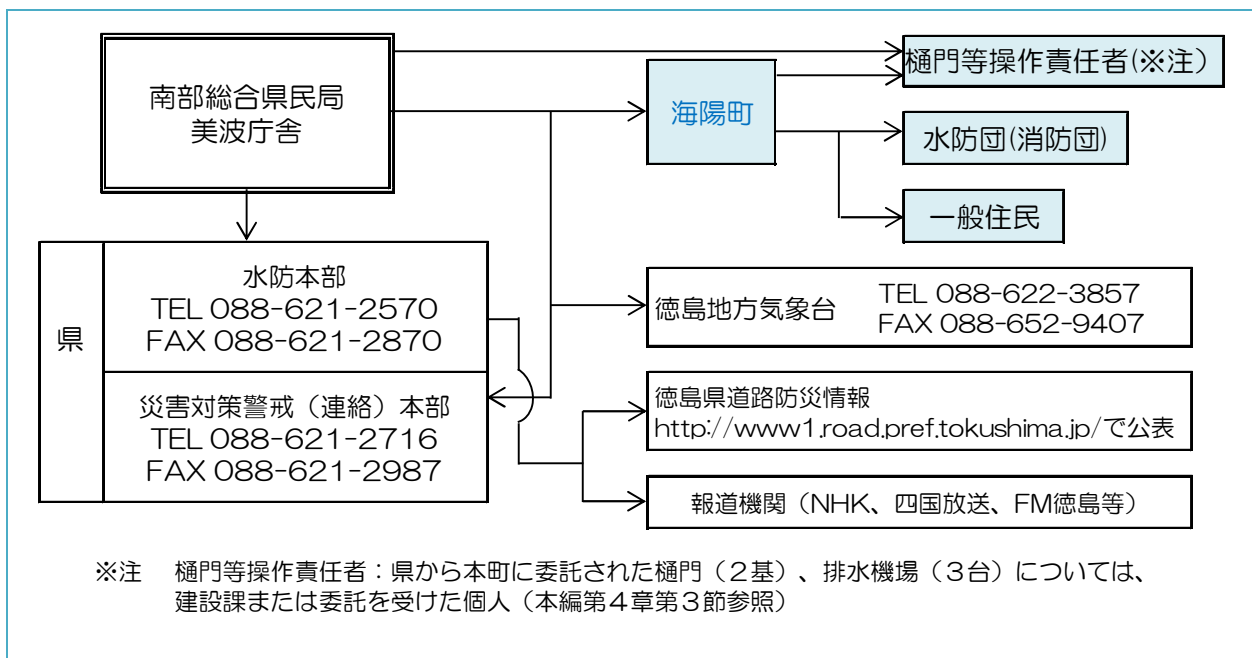 南部総合県民局
美波庁舎
樋門等操作責任者(※注)
海陽町
水防団(消防団)
一般住民
県
水防本部
TEL 088-621-2570
FAX 088-621-2870
災害対策警戒（連絡）本部
TEL 088-621-2716
FAX 088-621-2987
徳島地方気象台
TEL 088-622-3857
FAX 088-652-9407
徳島県道路防災情報
http://www1.road.pref.tokushima.jp/で公表
報道機関（NHK、四国放送、FM徳島等）
※注 樋門等操作責任者：県から本町に委託された樋門（２基）、排水機場（３台）については、
建設課または委託を受けた個人（本編第４章第３節参照）